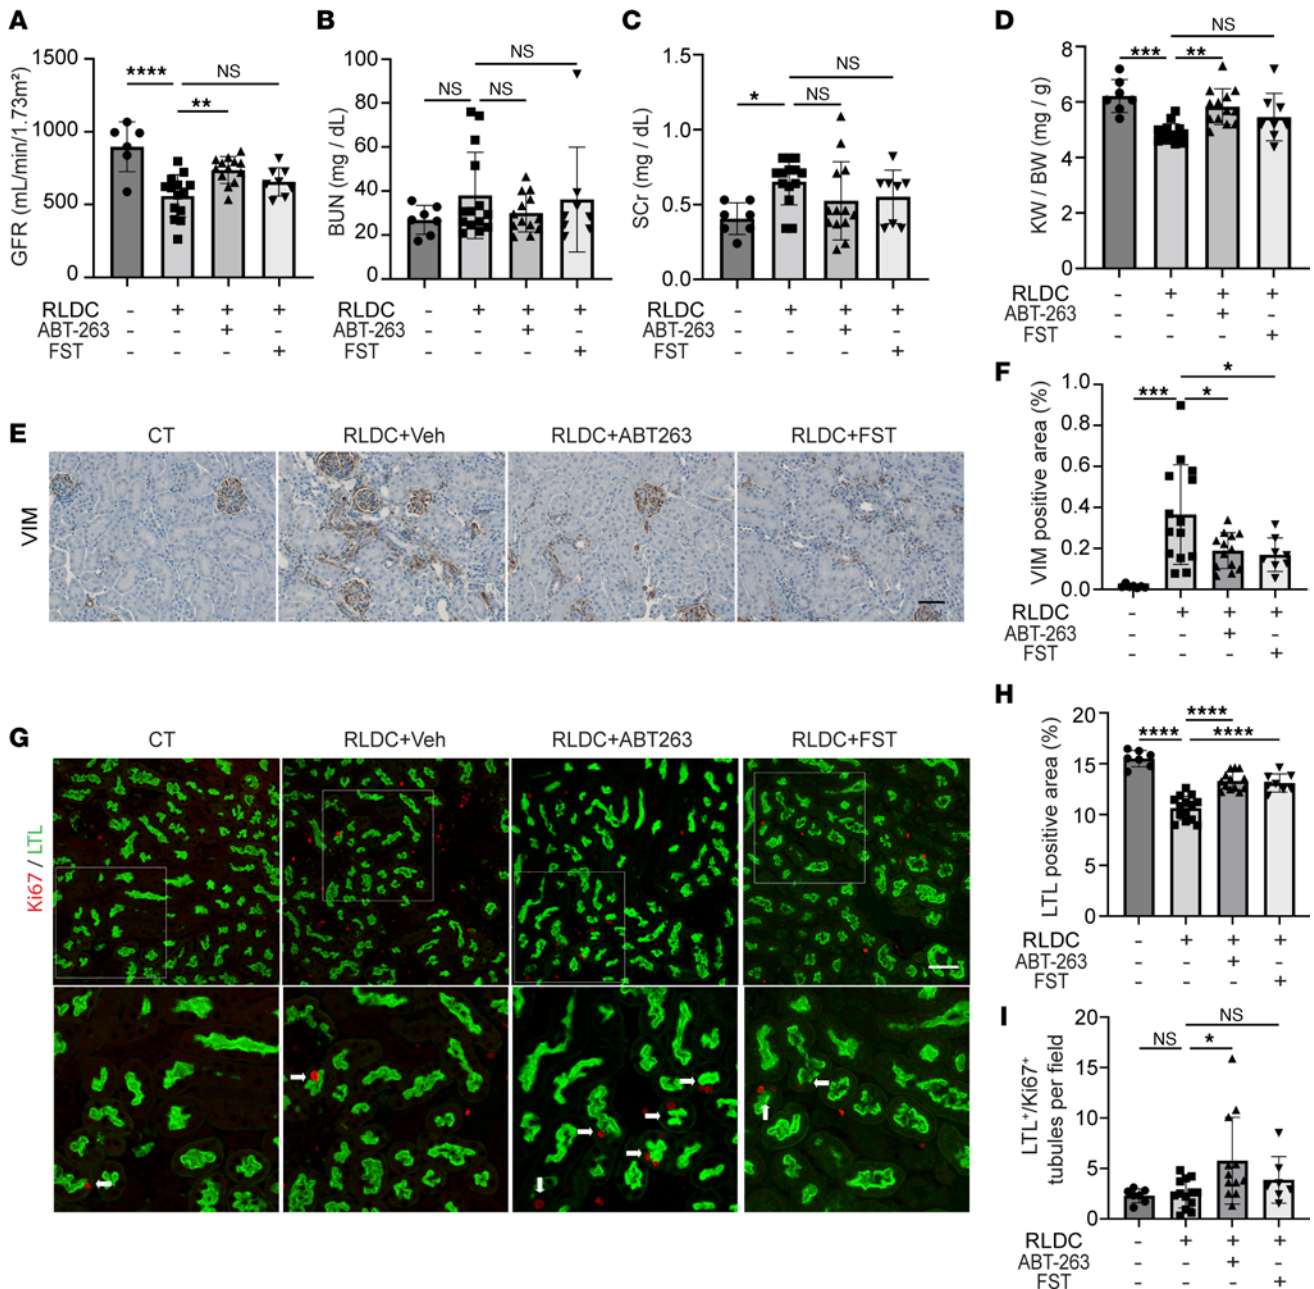 A
GFR (mL/min/1.73m²)
1500
1000
500
0
****
NS
**
RLDC - + + +
ABT-263 - - + -
FST - - - +
B
BUN (mg / dL)
100
80
60
40
20
0
NS
NS
NS
RLDC - + + +
ABT-263 - - + -
FST - - - +
C
SCr (mg / dL)
1.5
1.0
0.5
0.0
NS
*
NS
RLDC - + + +
ABT-263 - - + -
FST - - - +
D
KW / BW (mg / g)
8
6
4
2
0
NS
*** **
RLDC - + + +
ABT-263 - - + -
FST - - - +
E
CT RLDC+Veh RLDC+ABT263 RLDC+FST
VIM
F
VIM positive area (%)
1.0
0.8
0.6
0.4
0.2
0.0
*
*** *
RLDC - + + +
ABT-263 - - + -
FST - - - +
G
CT RLDC+Veh RLDC+ABT263 RLDC+FST
Ki67 / LTL
H
LTL positive area (%)
20
15
10
5
0
****
**** ****
RLDC - + + +
ABT-263 - - + -
FST - - - +
I
LTL⁺/Ki67⁺
tubules per field
20
15
10
5
0
NS
NS *
RLDC - + + +
ABT-263 - - + -
FST - - - +